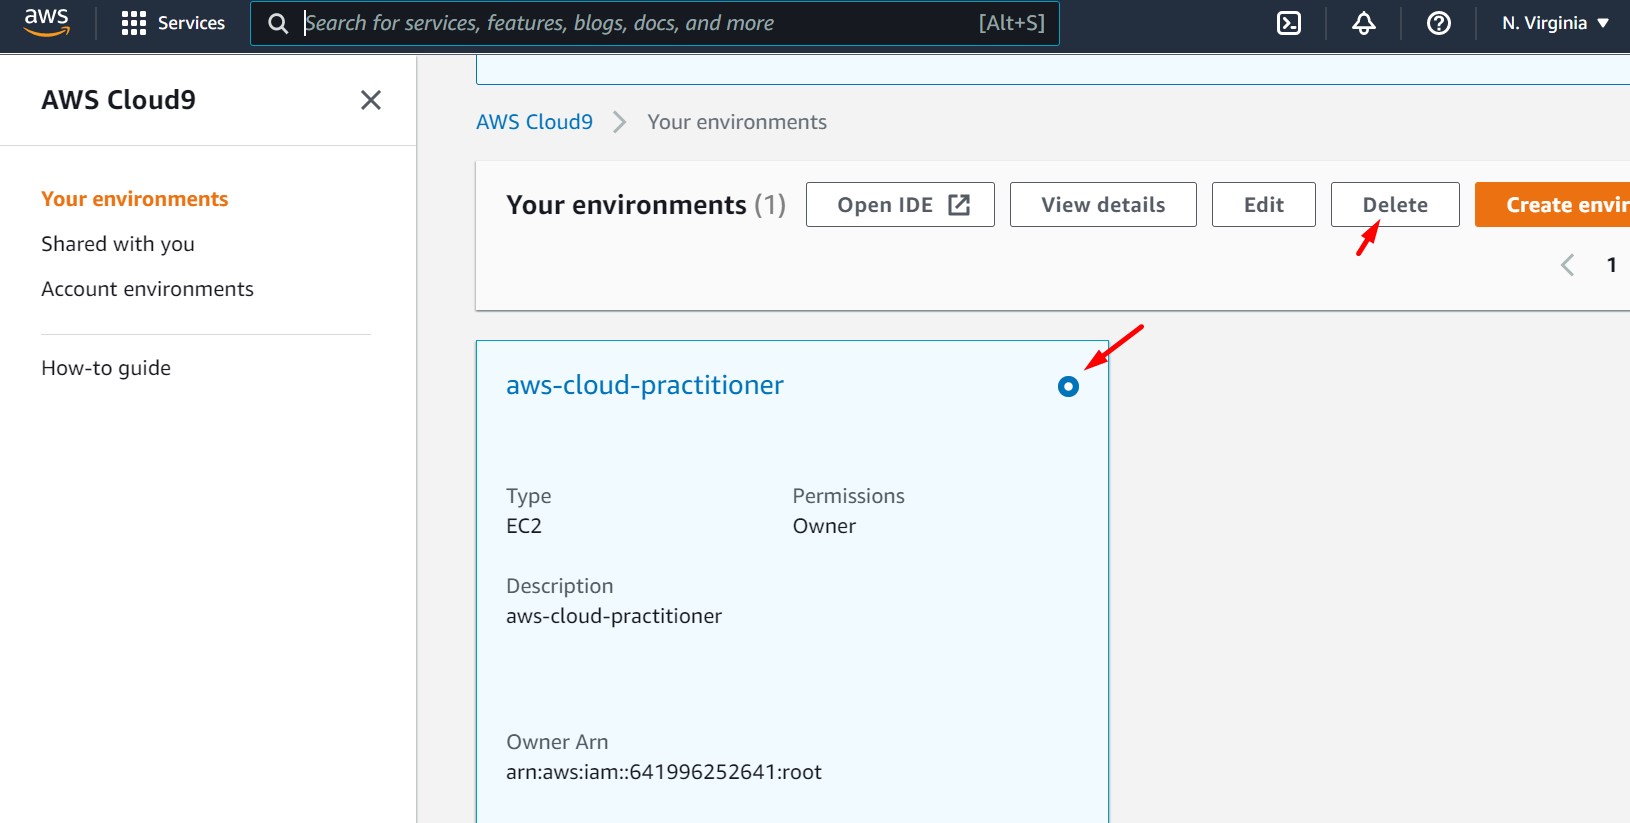 aws
Services
Search for services, features, blogs, docs, and more
[Alt+S]
N. Virginia
AWS Cloud9
Your environments
Shared with you
Account environments
How-to guide
AWS Cloud9
Your environments
Your environments (1)
Open IDE
View details
Edit
Delete
Create envir
1
aws-cloud-practitioner
Type
EC2
Permissions
Owner
Description
aws-cloud-practitioner
Owner Arn
arn:aws:iam::641996252641:root